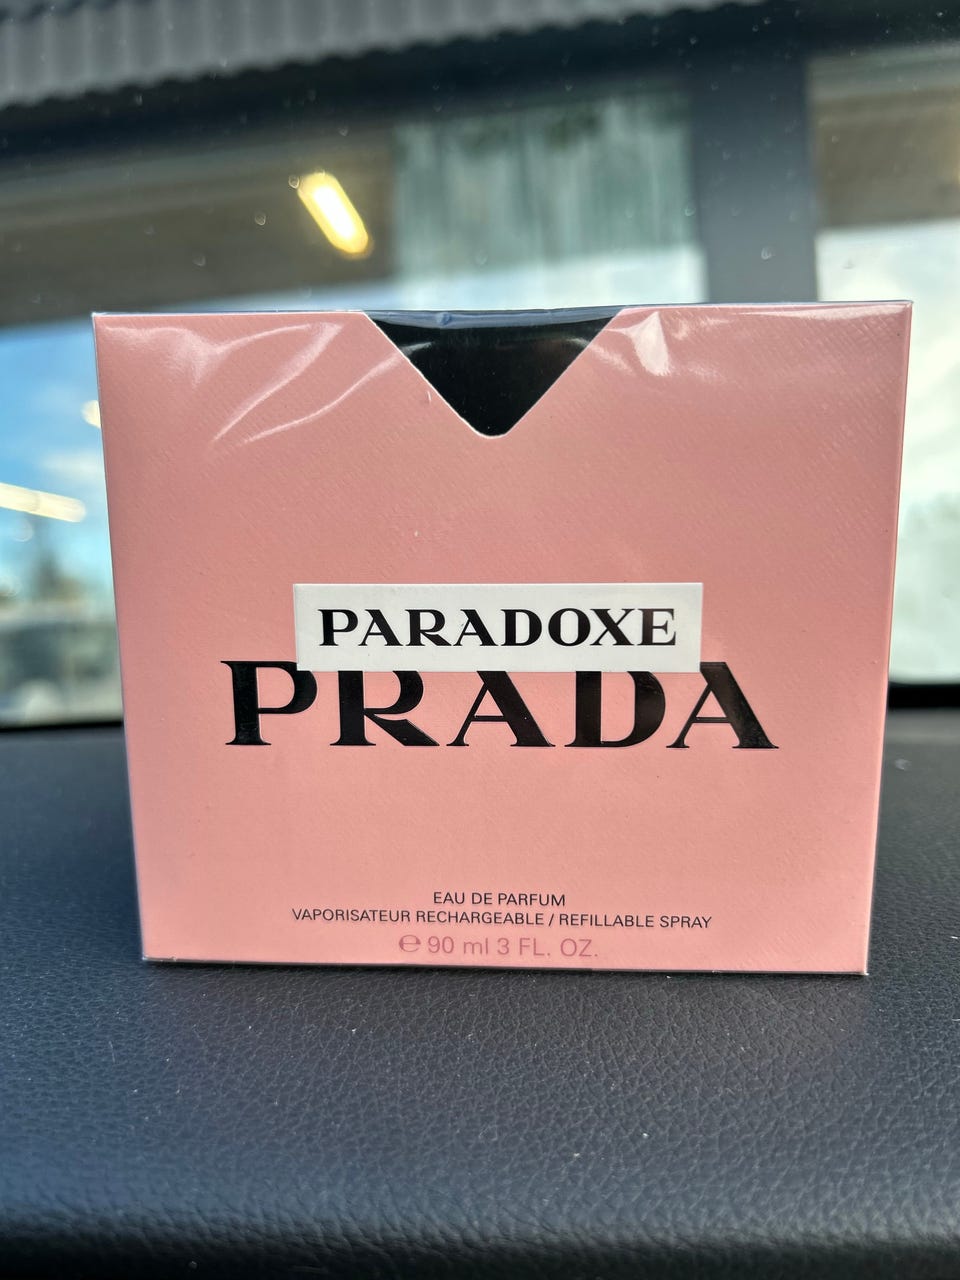 PARADOXE
PRADA
EAU DE PARFUM
VAPORISATEUR RECHARGEABLE / REFILLABLE SPRAY
℮ 90 ml 3 FL. OZ.